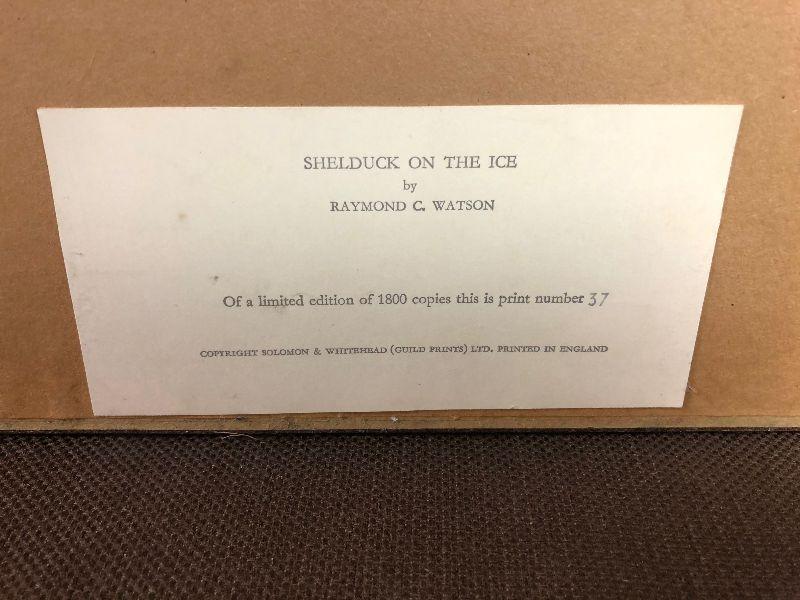 SHELDUCK ON THE ICE
by
RAYMOND C. WATSON
Of a limited edition of 1800 copies this is print number 37
COPYRIGHT SOLOMON & WHITEHEAD (GUILD PRINTS) LTD. PRINTED IN ENGLAND